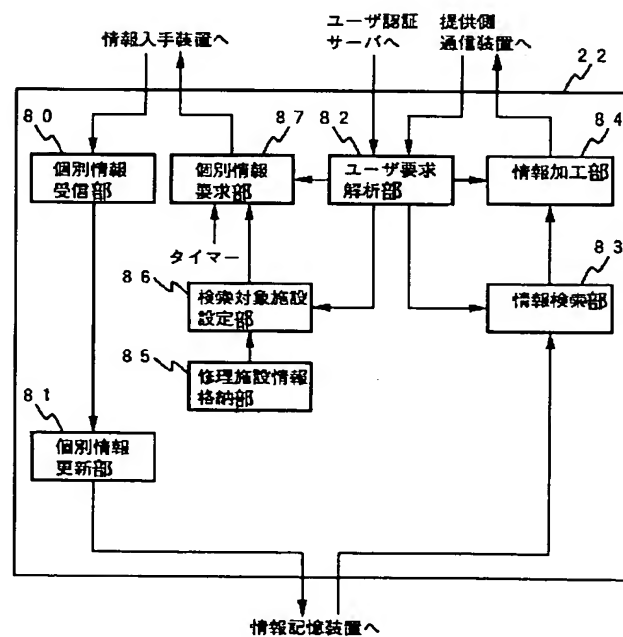 情報入手装置へ
ユーザ認証
サーバへ
提供側
通信装置へ
22
80
個別情報
受信部
87
個別情報
要求部
82
ユーザ要求
解析部
84
情報加工部
タイマー
86
検索対象施設
設定部
83
情報検索部
85
修理施設情報
格納部
81
個別情報
更新部
情報記憶装置へ